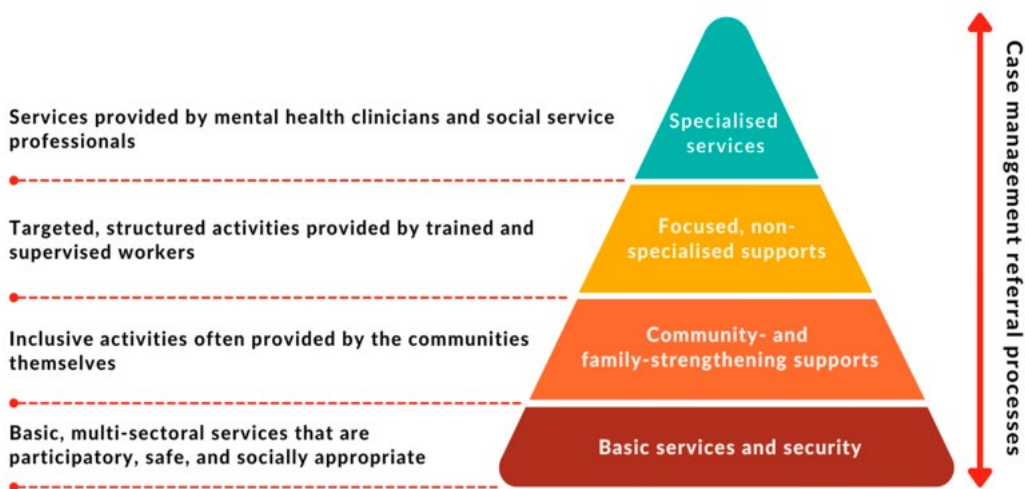 Services provided by mental health clinicians and social service
professionals
Specialised
services
Targeted, structured activities provided by trained and
supervised workers
Focused, non-
specialised supports
Inclusive activities often provided by the communities
themselves
Community- and
family-strengthening supports
Basic, multi-sectoral services that are
participatory, safe, and socially appropriate
Basic services and security
Case management referral processes